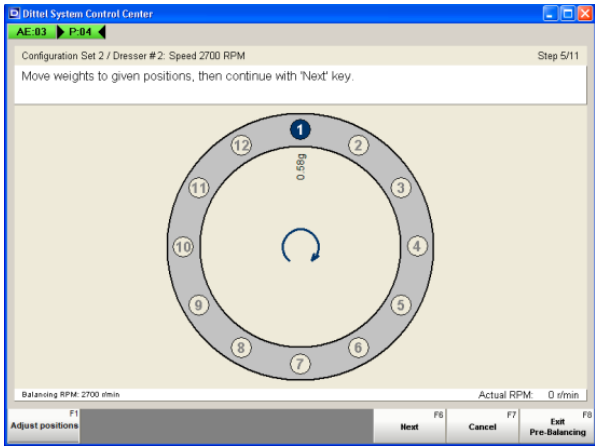 Dittel System Control Center
AE:03 P:04
Configuration Set 2 / Dresser #2: Speed 2700 RPM Step 5/11
Move weights to given positions, then continue with 'Next' key.
1
12 2
0.58g
11 3
10 4
9 5
8 6
7
Balancing RPM: 2700 r/min Actual RPM: 0 r/min
F1 F6 F7 F8
Adjust positions Next Cancel Exit
Pre-Balancing